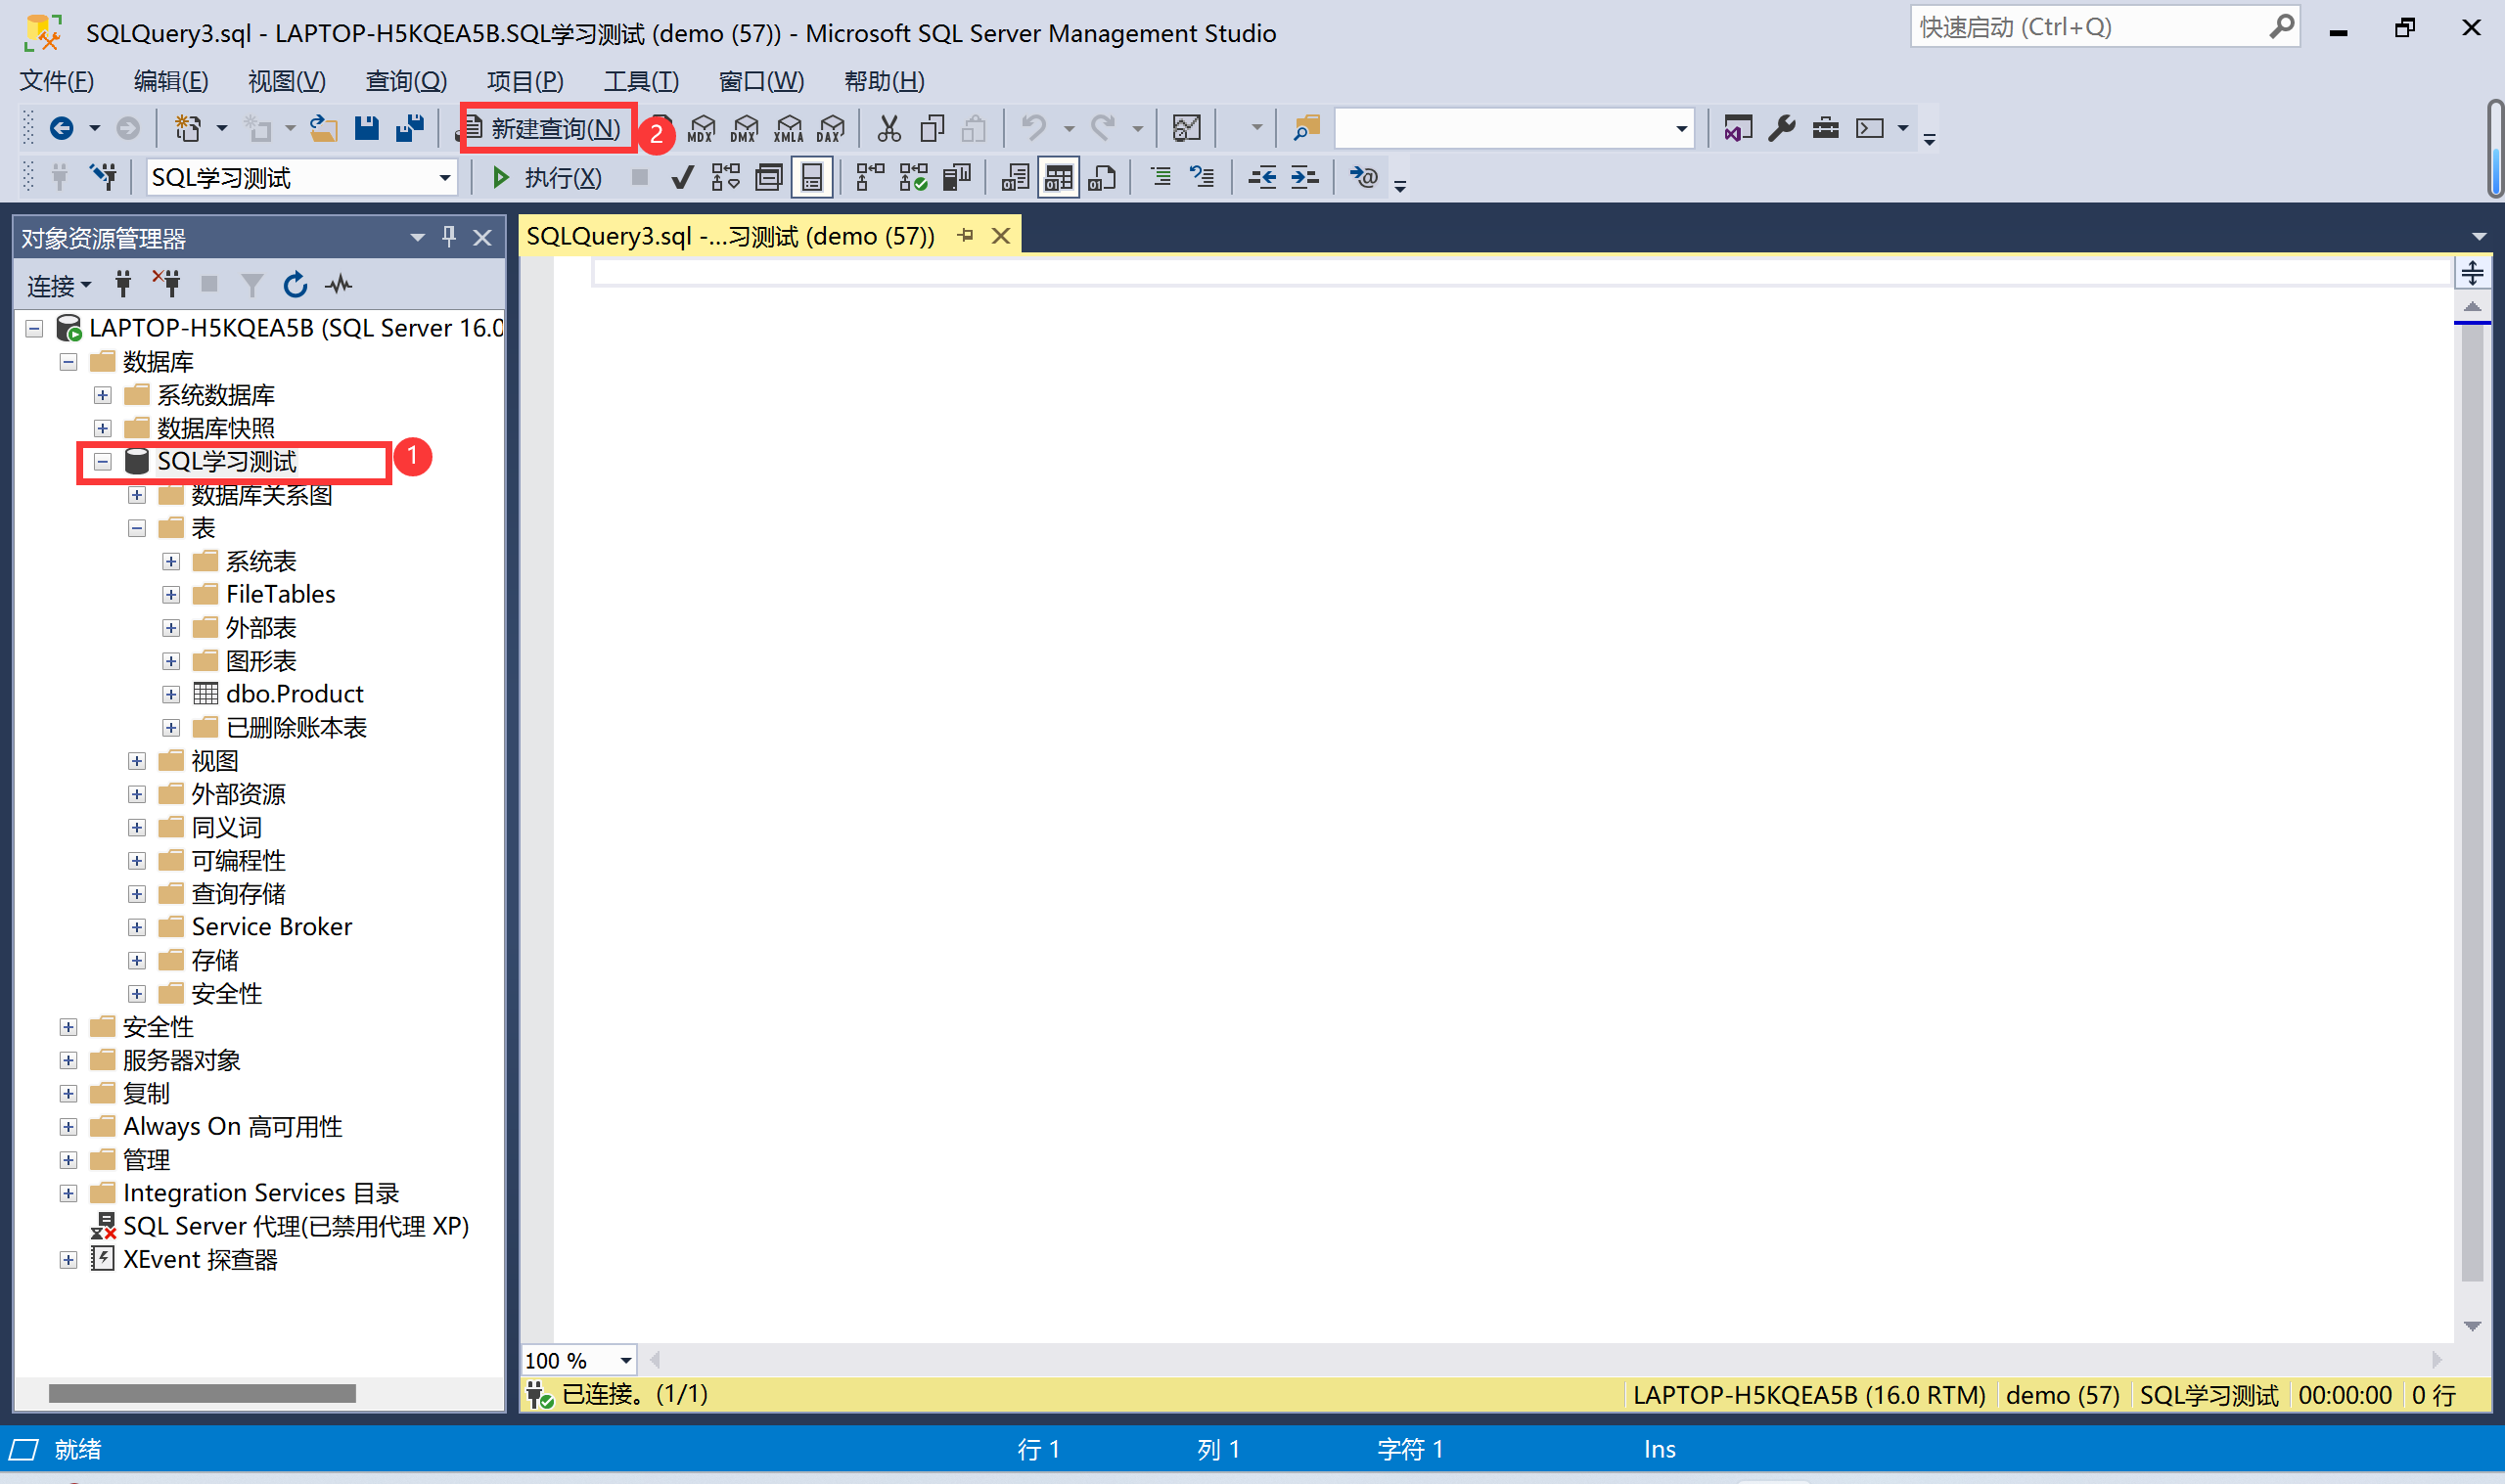 SQLQuery3.sql - LAPTOP-H5KQEA5B.SQL学习测试 (demo (57)) - Microsoft SQL Server Management Studio
快速启动 (Ctrl+Q)
文件(F) 编辑(E) 视图(V) 查询(Q) 项目(P) 工具(T) 窗口(W) 帮助(H)
新建查询(N) 2 MDX DMX XMLA DAX
SQL学习测试 执行(X)
对象资源管理器
SQLQuery3.sql -...习测试 (demo (57))
连接
LAPTOP-H5KQEA5B (SQL Server 16.0
数据库
系统数据库
数据库快照
SQL学习测试 1
数据库关系图
表
系统表
FileTables
外部表
图形表
dbo.Product
已删除账本表
视图
外部资源
同义词
可编程性
查询存储
Service Broker
存储
安全性
安全性
服务器对象
复制
Always On 高可用性
管理
Integration Services 目录
SQL Server 代理(已禁用代理 XP)
XEvent 探查器
100 %
已连接。(1/1) LAPTOP-H5KQEA5B (16.0 RTM) demo (57) SQL学习测试 00:00:00 0 行
就绪 行 1 列 1 字符 1 Ins